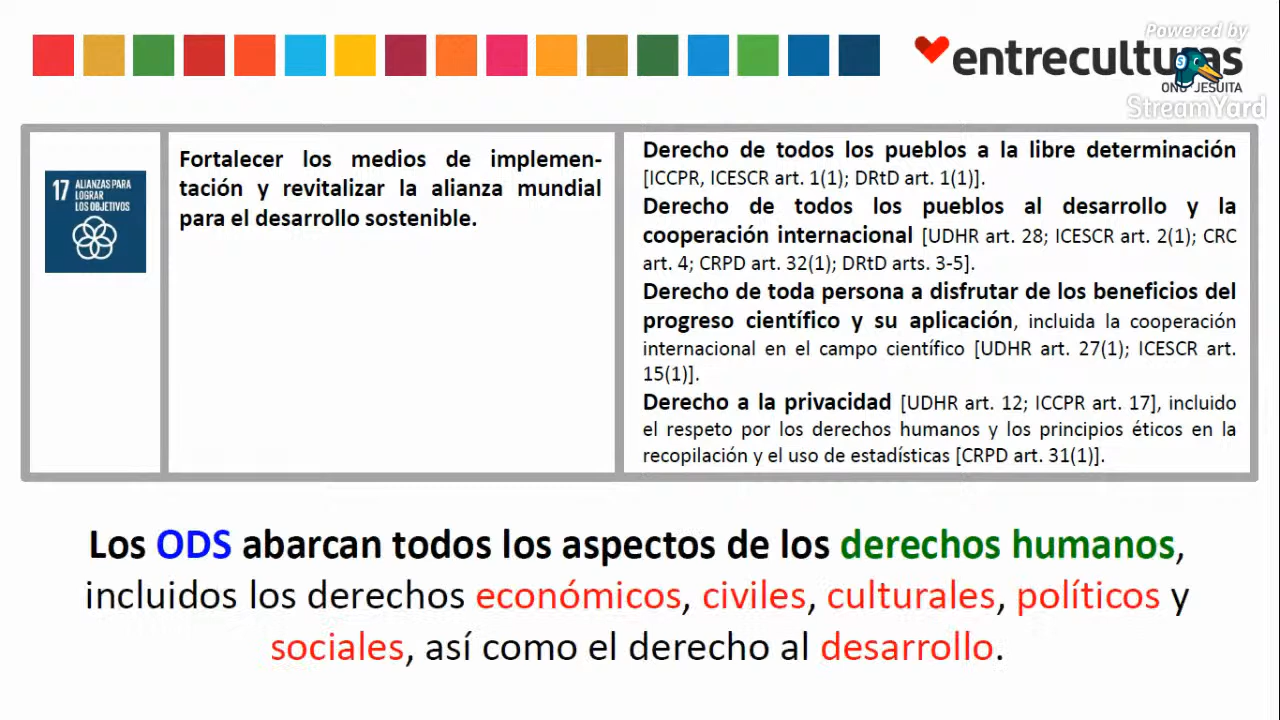 Powered by
entreculturas
ONG JESUITA
StreamYard
17 ALIANZAS PARA
LOGRAR
LOS OBJETIVOS
Fortalecer los medios de implemen-
tación y revitalizar la alianza mundial
para el desarrollo sostenible.
Derecho de todos los pueblos a la libre determinación
[ICCPR, ICESCR art. 1(1); DRtD art. 1(1)].
Derecho de todos los pueblos al desarrollo y la
cooperación internacional [UDHR art. 28; ICESCR art. 2(1); CRC
art. 4; CRPD art. 32(1); DRtD arts. 3-5].
Derecho de toda persona a disfrutar de los beneficios del
progreso científico y su aplicación, incluida la cooperación
internacional en el campo científico [UDHR art. 27(1); ICESCR art.
15(1)].
Derecho a la privacidad [UDHR art. 12; ICCPR art. 17], incluido
el respeto por los derechos humanos y los principios éticos en la
recopilación y el uso de estadísticas [CRPD art. 31(1)].
Los ODS abarcan todos los aspectos de los derechos humanos,
incluidos los derechos económicos, civiles, culturales, políticos y
sociales, así como el derecho al desarrollo.